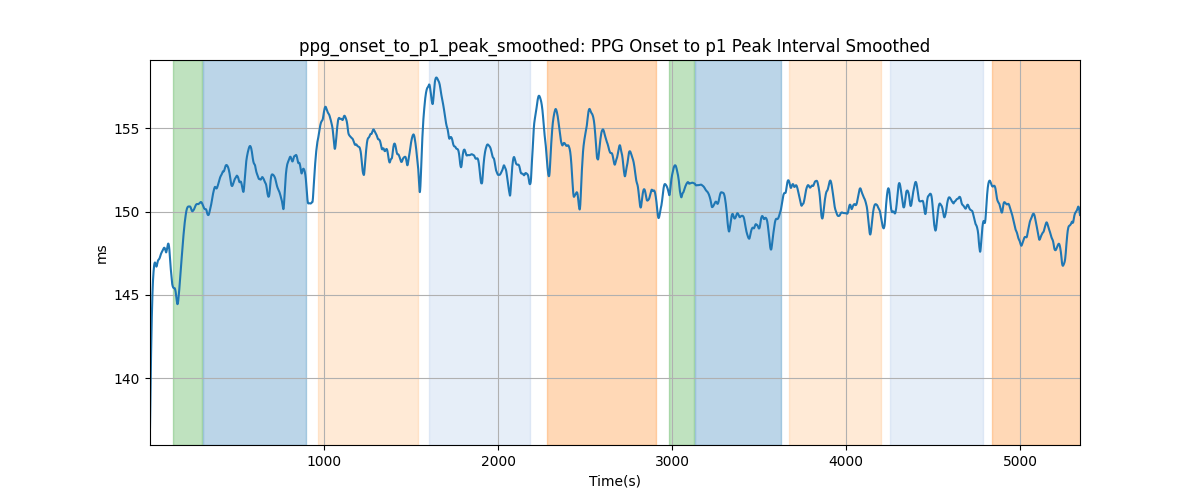 ppg_onset_to_p1_peak_smoothed: PPG Onset to p1 Peak Interval Smoothed
155
150
145
140
ms
1000 2000 3000 4000 5000
Time(s)